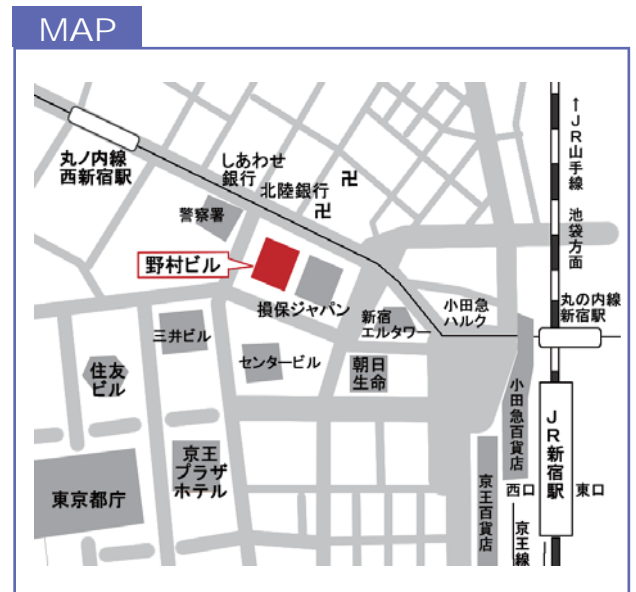 MAP
↑JR山手線 池袋方面
丸ノ内線
西新宿駅
しあわせ
銀行
北陸銀行
卍
卍
警察署
野村ビル
損保ジャパン
新宿
エルタワー
小田急
ハルク
丸の内線
新宿駅
三井ビル
センタービル
朝日
生命
住友
ビル
小田急百貨店
JR新宿駅
京王
プラザ
ホテル
東京都庁
京王百貨店
西口
東口
京王線